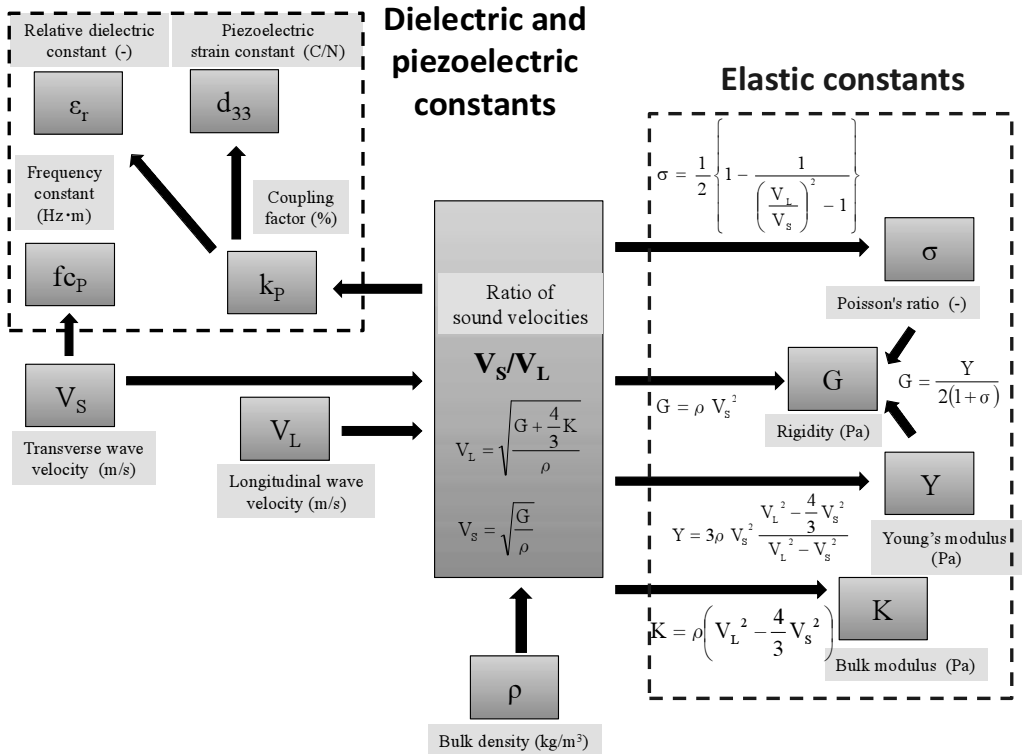 Dielectric and
piezoelectric
constants
Relative dielectric
constant (-)
Piezoelectric
strain constant (C/N)
εr
d33
Frequency
constant
(Hz·m)
Coupling
factor (%)
fcP
kP
VS
Transverse wave
velocity (m/s)
VL
Longitudinal wave
velocity (m/s)
Ratio of
sound velocities
VS/VL
VL = √((G + 4/3 K)/ρ)
VS = √(G/ρ)
ρ
Bulk density (kg/m³)
Elastic constants
σ = 1/2 {1 − 1/((VL/VS)² − 1)}
σ
Poisson's ratio (-)
G = ρ VS²
G
Rigidity (Pa)
G = Y/(2(1 + σ))
Y = 3ρ VS² (VL² − 4/3 VS²)/(VL² − VS²)
Y
Young's modulus
(Pa)
K = ρ(VL² − 4/3 VS²)
K
Bulk modulus (Pa)